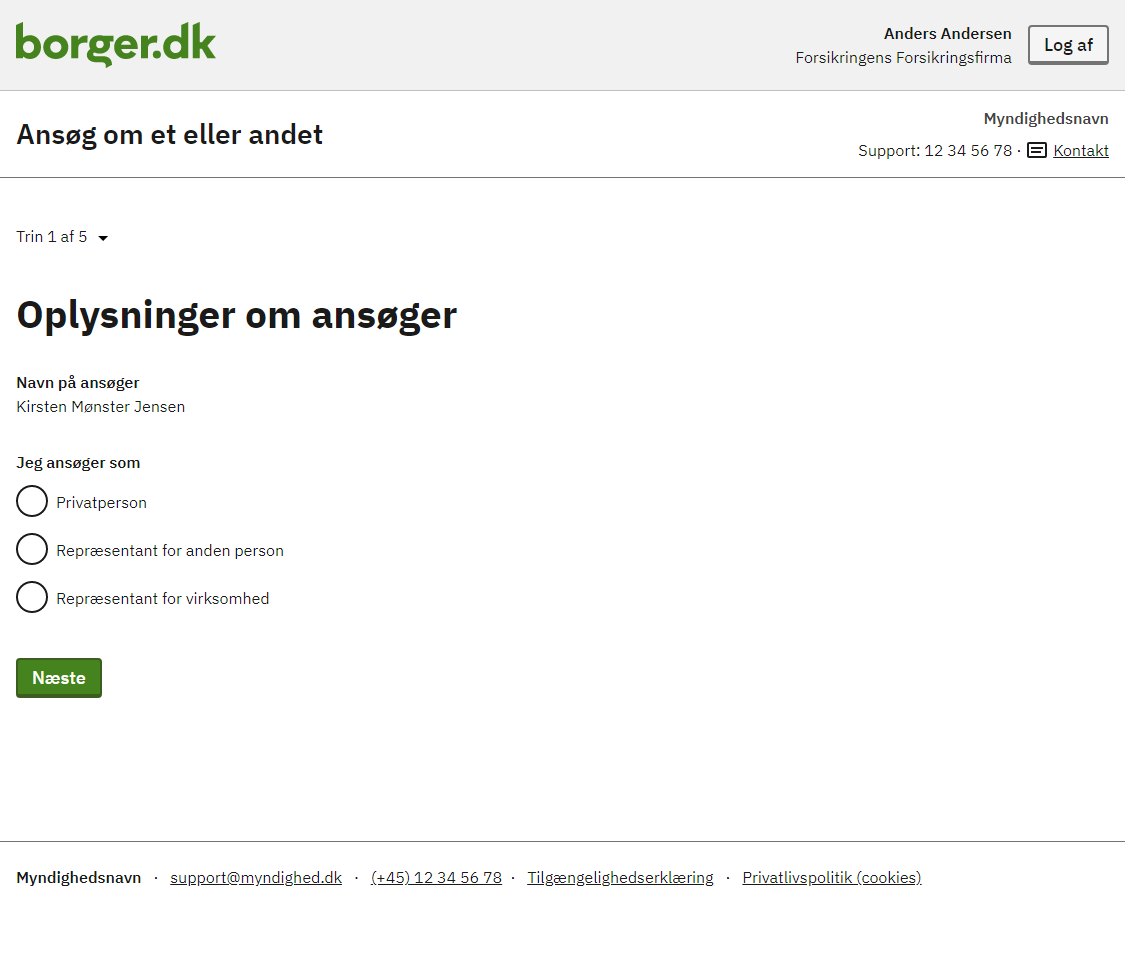 borger.dk
Anders Andersen
Forsikringens Forsikringsfirma
Log af
Ansøg om et eller andet
Myndighedsnavn
Support: 12 34 56 78 · Kontakt
Trin 1 af 5
Oplysninger om ansøger
Navn på ansøger
Kirsten Mønster Jensen
Jeg ansøger som
Privatperson
Repræsentant for anden person
Repræsentant for virksomhed
Næste
Myndighedsnavn · support@myndighed.dk · (+45) 12 34 56 78 · Tilgængelighedserklæring · Privatlivspolitik (cookies)